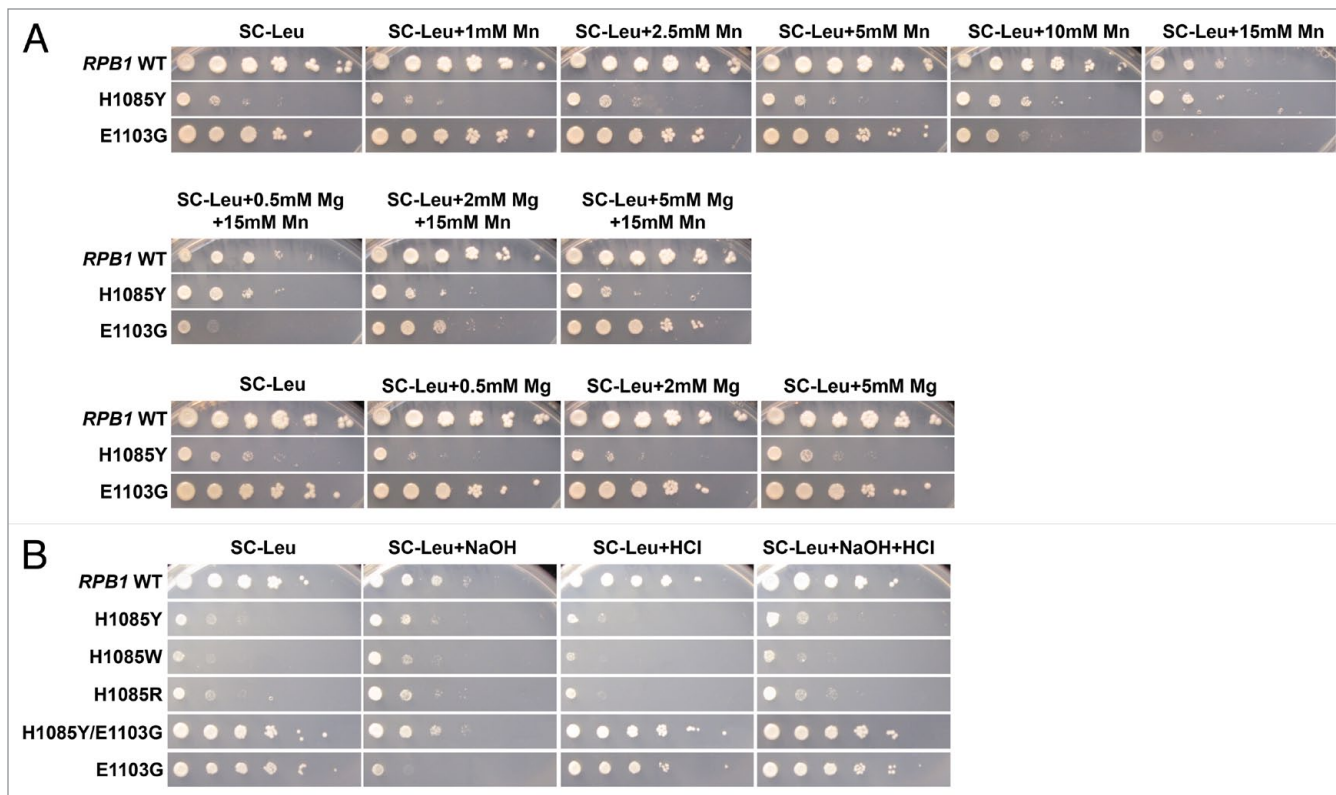 A
SC-Leu SC-Leu+1mM Mn SC-Leu+2.5mM Mn SC-Leu+5mM Mn SC-Leu+10mM Mn SC-Leu+15mM Mn
RPB1 WT
H1085Y
E1103G
SC-Leu+0.5mM Mg SC-Leu+2mM Mg SC-Leu+5mM Mg
+15mM Mn +15mM Mn +15mM Mn
RPB1 WT
H1085Y
E1103G
SC-Leu SC-Leu+0.5mM Mg SC-Leu+2mM Mg SC-Leu+5mM Mg
RPB1 WT
H1085Y
E1103G
B
SC-Leu SC-Leu+NaOH SC-Leu+HCl SC-Leu+NaOH+HCl
RPB1 WT
H1085Y
H1085W
H1085R
H1085Y/E1103G
E1103G